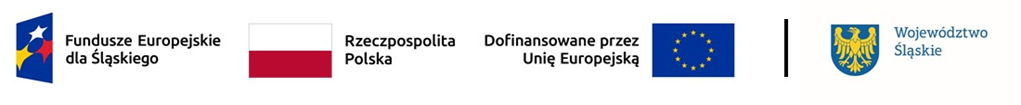 Fundusze Europejskie
dla Śląskiego
Rzeczpospolita
Polska
Dofinansowane przez
Unię Europejską
Województwo
Śląskie